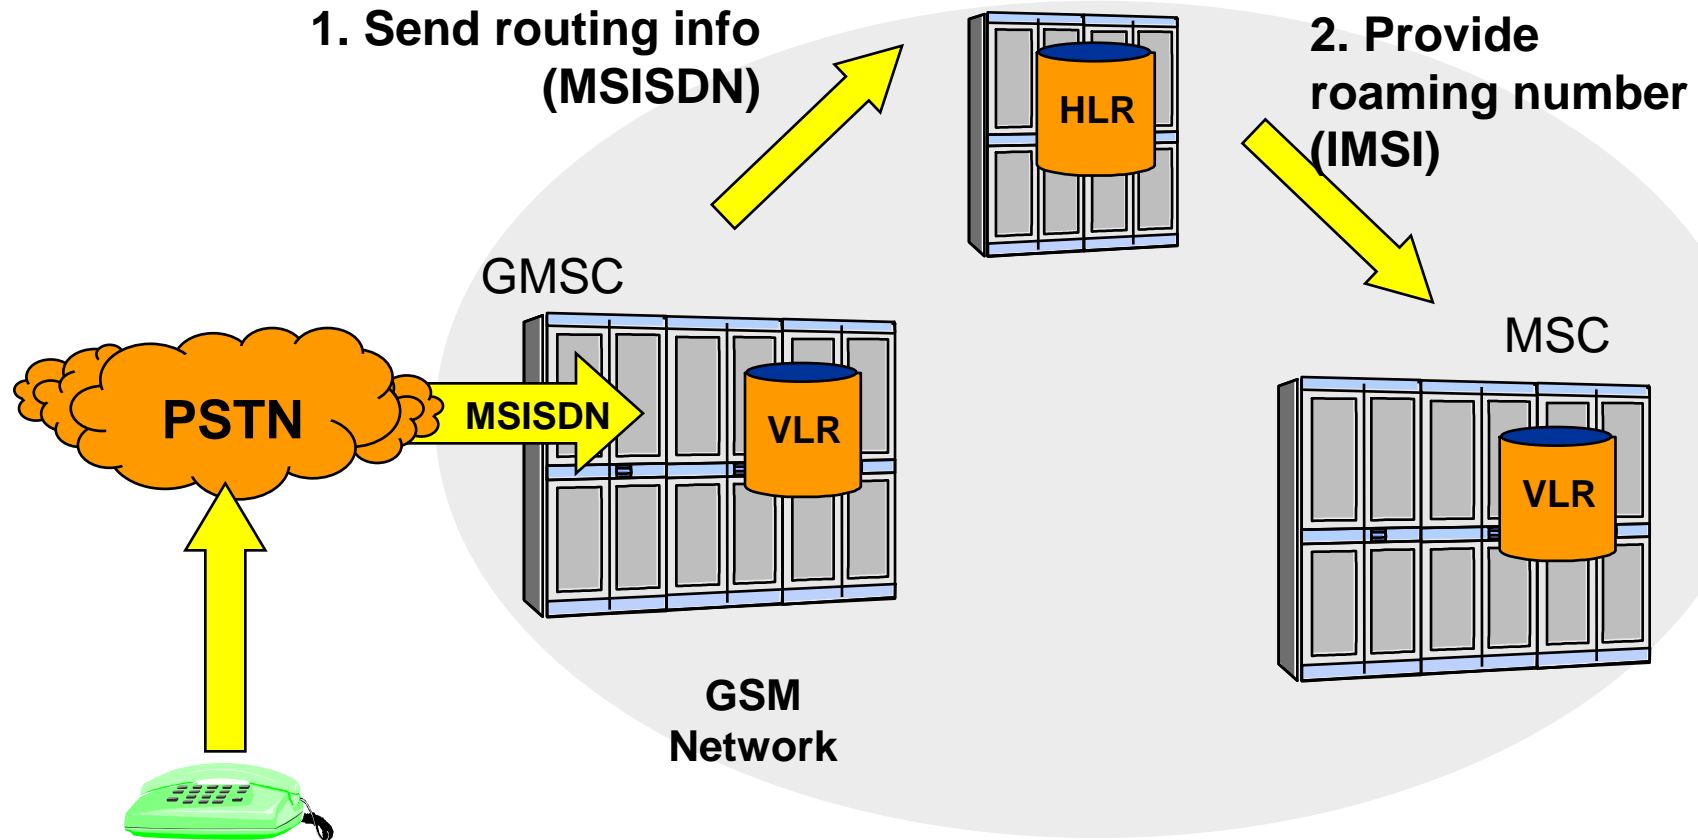 1. Send routing info
(MSISDN)
HLR
2. Provide
roaming number
(IMSI)
GMSC
MSC
PSTN
MSISDN
VLR
VLR
GSM
Network